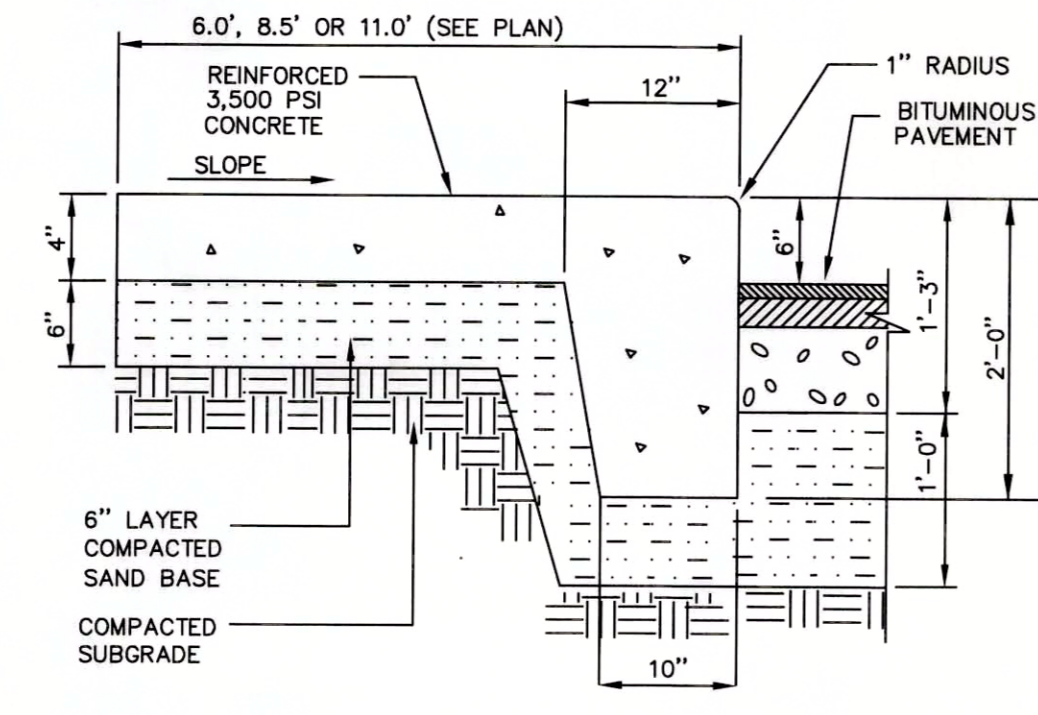 6.0', 8.5' OR 11.0' (SEE PLAN)
REINFORCED
3,500 PSI
CONCRETE
12"
1" RADIUS
BITUMINOUS
PAVEMENT
SLOPE
4"
6"
6"
1'-3"
2'-0"
1'-0"
6" LAYER
COMPACTED
SAND BASE
COMPACTED
SUBGRADE
10"